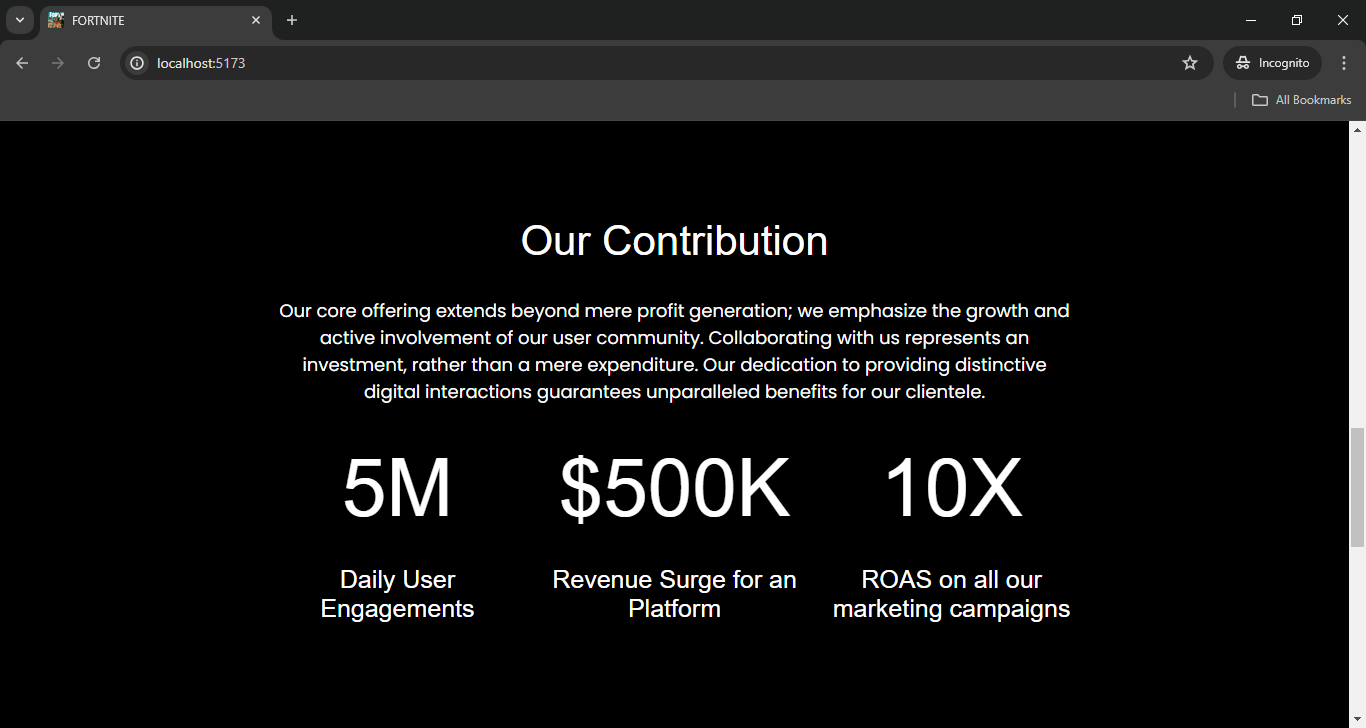 FORTNITE
localhost:5173
Incognito
All Bookmarks
Our Contribution
Our core offering extends beyond mere profit generation; we emphasize the growth and
active involvement of our user community. Collaborating with us represents an
investment, rather than a mere expenditure. Our dedication to providing distinctive
digital interactions guarantees unparalleled benefits for our clientele.
5M
$500K
10X
Daily User
Engagements
Revenue Surge for an
Platform
ROAS on all our
marketing campaigns